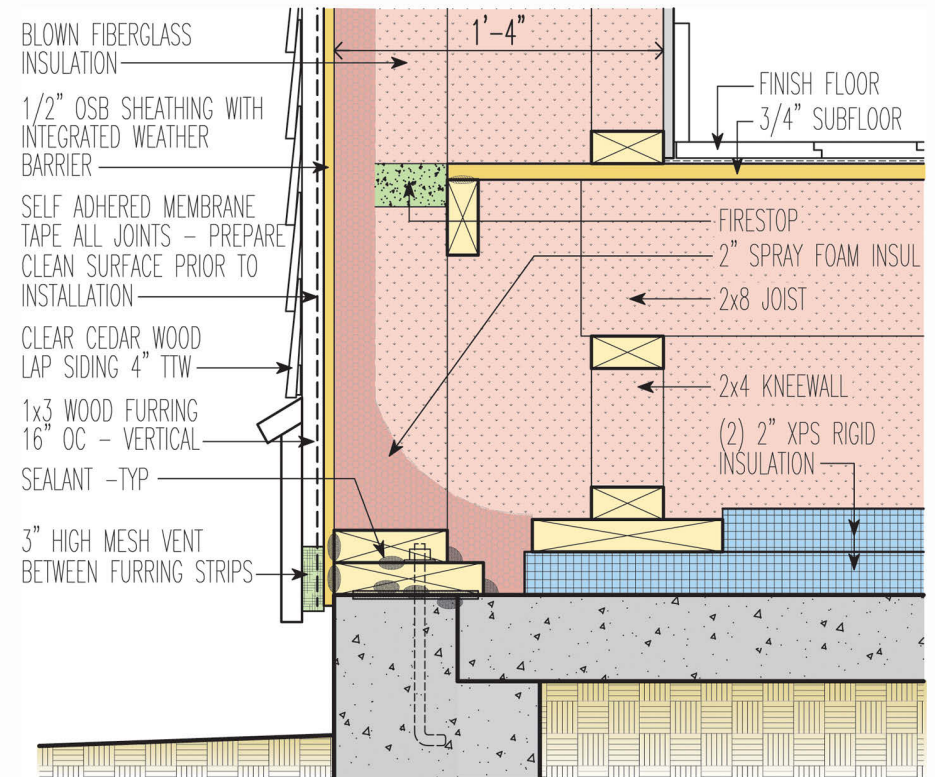 BLOWN FIBERGLASS
INSULATION
1/2" OSB SHEATHING WITH
INTEGRATED WEATHER
BARRIER
SELF ADHERED MEMBRANE
TAPE ALL JOINTS – PREPARE
CLEAN SURFACE PRIOR TO
INSTALLATION
CLEAR CEDAR WOOD
LAP SIDING 4" TTW
1x3 WOOD FURRING
16" OC – VERTICAL
SEALANT –TYP
3" HIGH MESH VENT
BETWEEN FURRING STRIPS
1'–4"
FINISH FLOOR
3/4" SUBFLOOR
FIRESTOP
2" SPRAY FOAM INSUL
2x8 JOIST
2x4 KNEEWALL
(2) 2" XPS RIGID
INSULATION